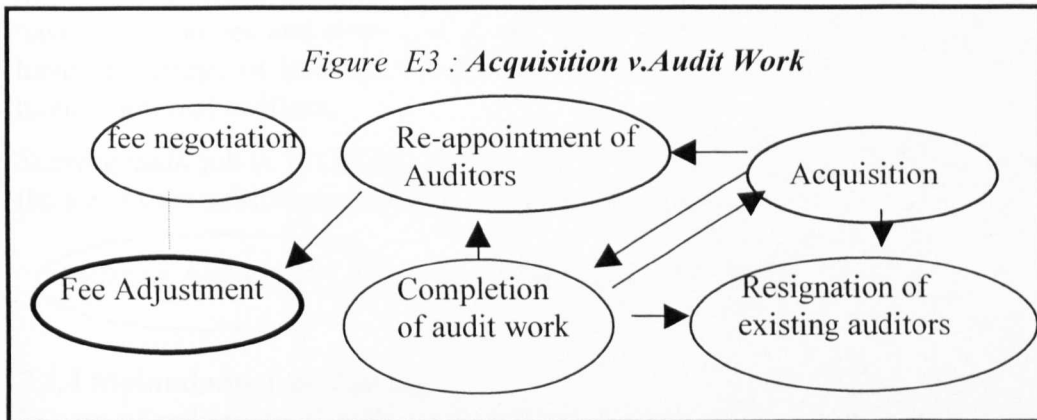 Figure E3 : Acquisition v.Audit Work
fee negotiation
Re-appointment of
Auditors
Acquisition
Fee Adjustment
Completion
of audit work
Resignation of
existing auditors